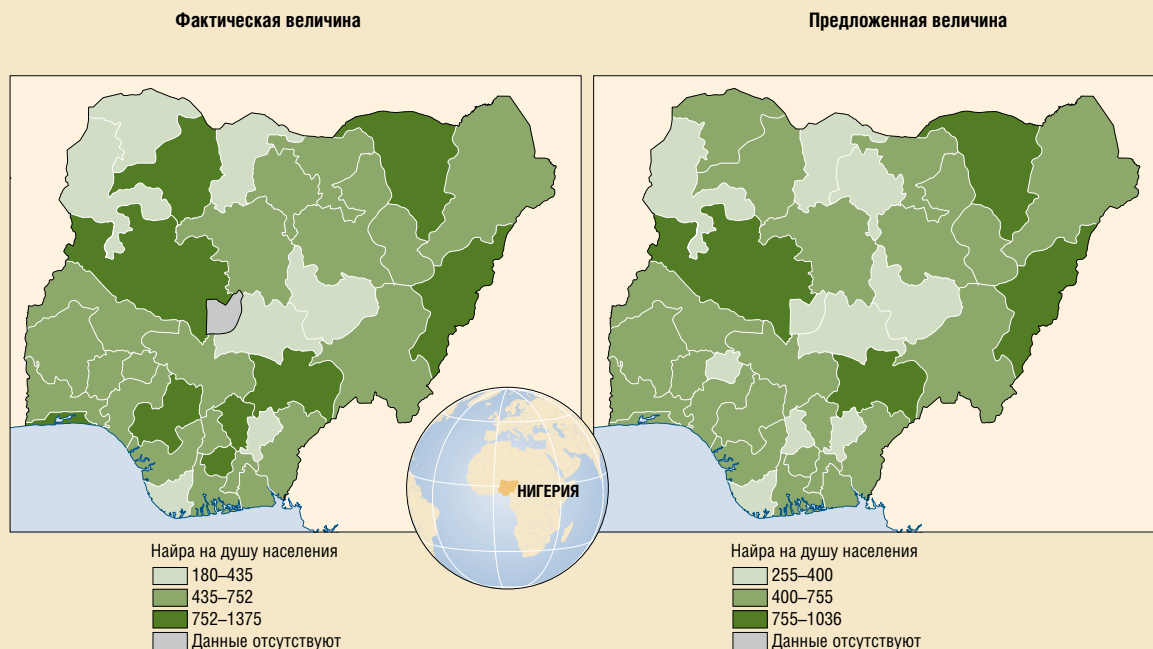 Фактическая величина
Предложенная величина
НИГЕРИЯ
Найра на душу населения
180–435
435–752
752–1375
Данные отсутствуют
Найра на душу населения
255–400
400–755
755–1036
Данные отсутствуют